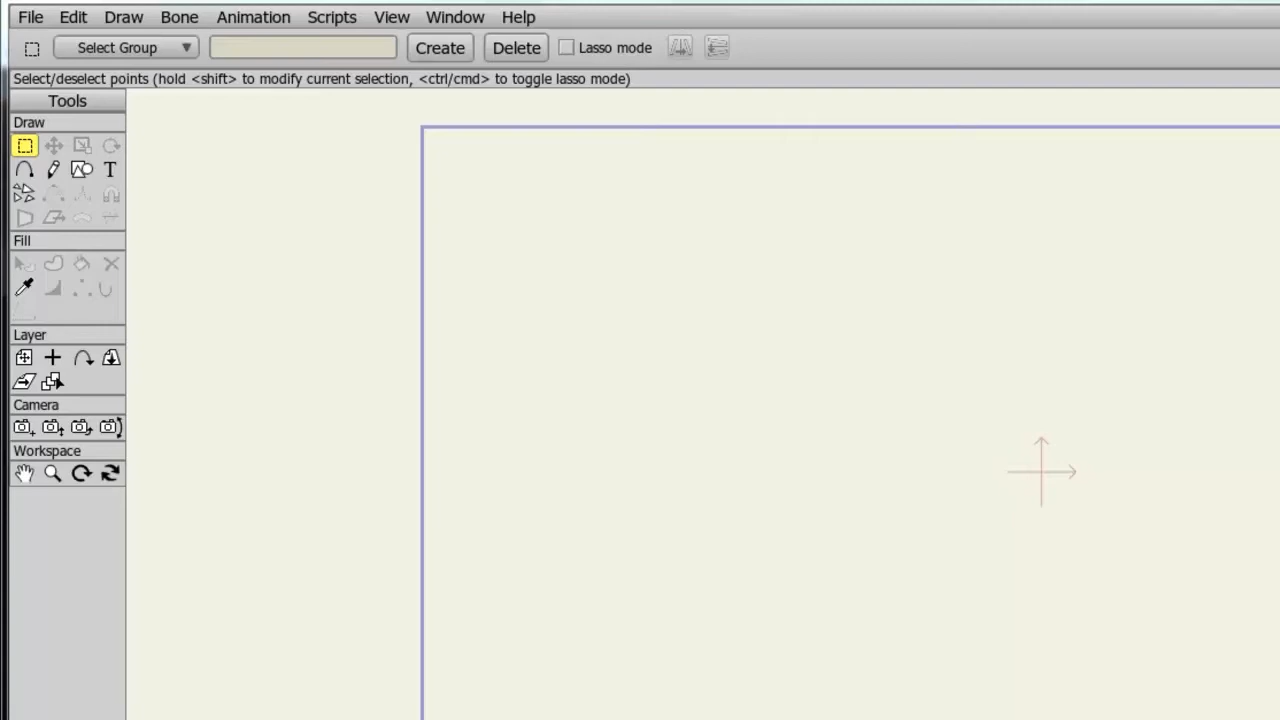 File Edit Draw Bone Animation Scripts View Window Help
Select Group Create Delete Lasso mode
Select/deselect points (hold <shift> to modify current selection, <ctrl/cmd> to toggle lasso mode)
Tools
Draw
T
Fill
Layer
Camera
Workspace